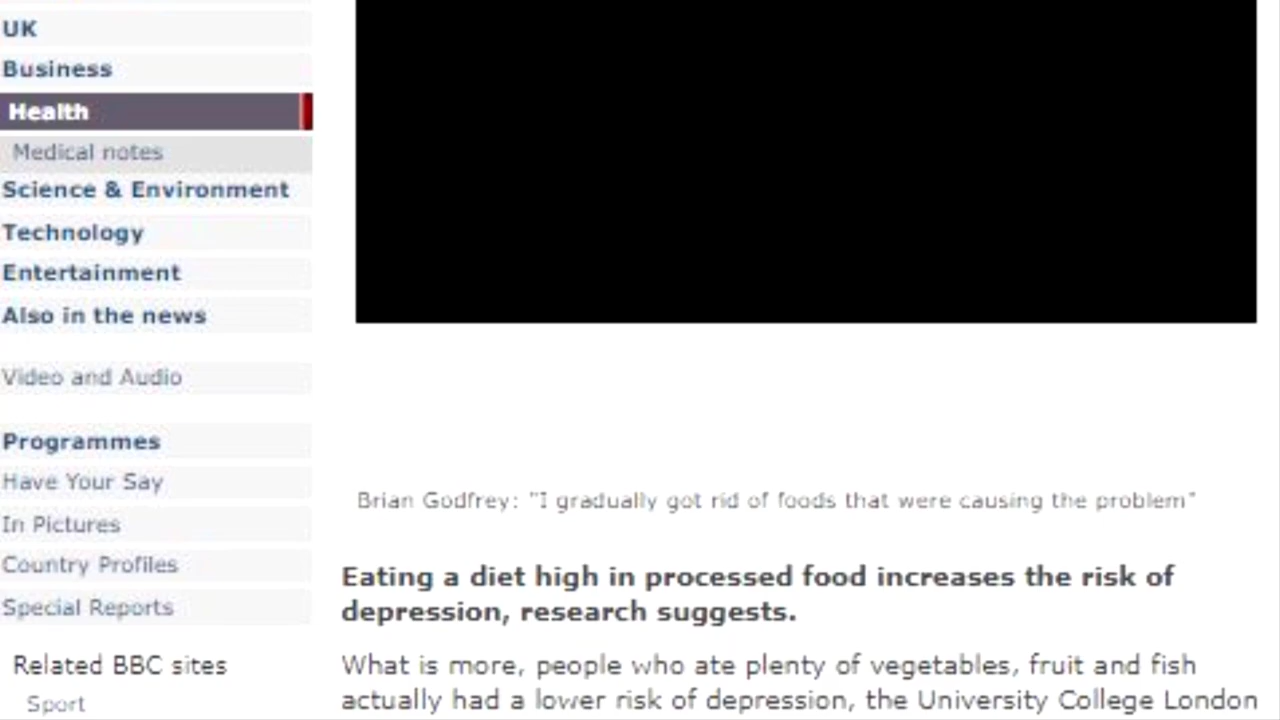 UK
Business
Health
Medical notes
Science & Environment
Technology
Entertainment
Also in the news
Video and Audio
Programmes
Have Your Say
In Pictures
Country Profiles
Special Reports
Related BBC sites
Sport
Brian Godfrey: "I gradually got rid of foods that were causing the problem"
Eating a diet high in processed food increases the risk of
depression, research suggests.
What is more, people who ate plenty of vegetables, fruit and fish
actually had a lower risk of depression, the University College London